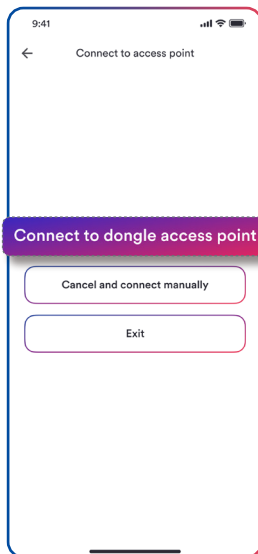 9:41
Connect to access point
Connect to dongle access point
Cancel and connect manually
Exit